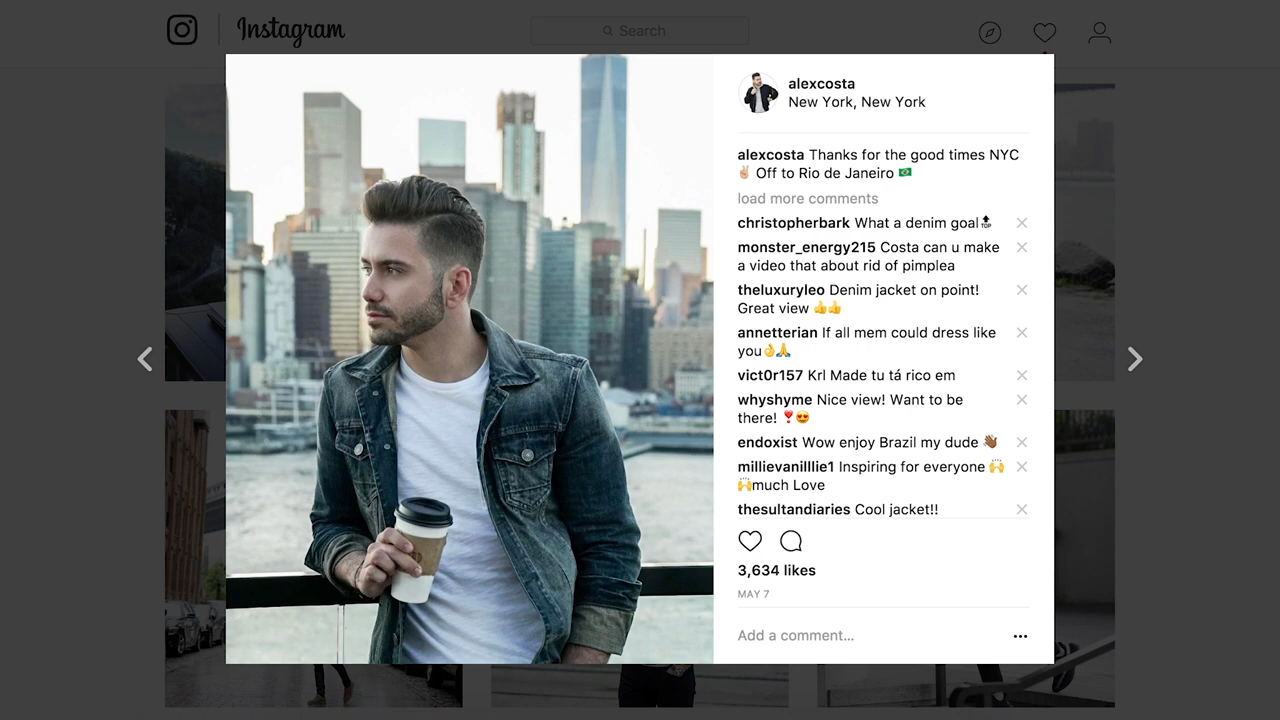 Instagram
Search
alexcosta
New York, New York
alexcosta Thanks for the good times NYC
✌🏼 Off to Rio de Janeiro 🇧🇷
load more comments
christopherbark What a denim goal🔝
monster_energy215 Costa can u make
a video that about rid of pimplea
theluxuryleo Denim jacket on point!
Great view 👍👍
annetterian If all mem could dress like
you👌🙏
vict0r157 Krl Made tu tá rico em
whyshyme Nice view! Want to be
there! ❣️😍
endoxist Wow enjoy Brazil my dude 👋🏾
millievanilllie1 Inspiring for everyone 🙌
🙌much Love
thesultandiaries Cool jacket!!
3,634 likes
MAY 7
Add a comment...